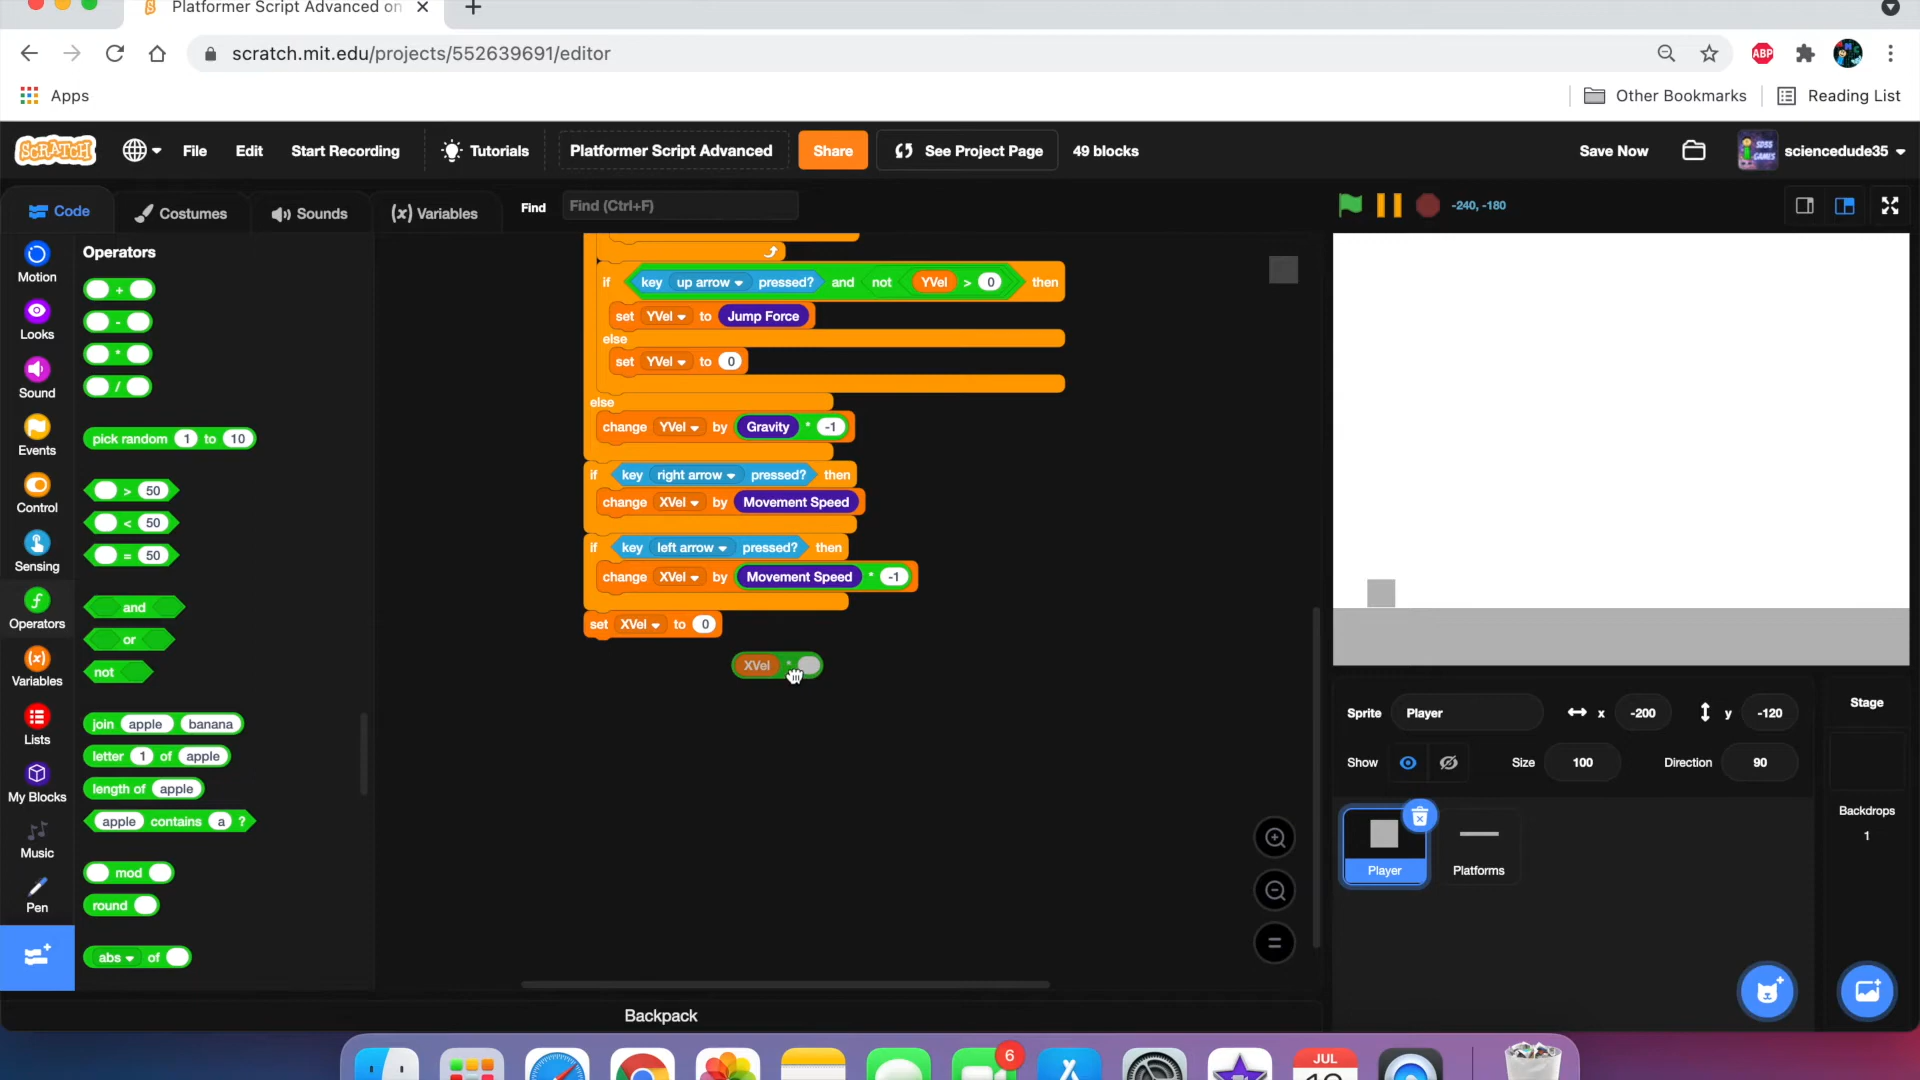 Platformer Script Advanced on
scratch.mit.edu/projects/552639691/editor
ABP
Apps
Other Bookmarks
Reading List
SCRATCH
File
Edit
Start Recording
Tutorials
Platformer Script Advanced
Share
See Project Page
49 blocks
Save Now
sciencedude35
Code
Costumes
Sounds
(x) Variables
Find
Find (Ctrl+F)
-240, -180
Motion
Looks
Sound
Events
Control
Sensing
Operators
Variables
Lists
My Blocks
Music
Pen
Operators
+
-
*
/
pick random 1 to 10
> 50
< 50
= 50
and
or
not
join apple banana
letter 1 of apple
length of apple
apple contains a ?
mod
round
abs of
if key up arrow pressed? and not YVel > 0 then
set YVel to Jump Force
else
set YVel to 0
else
change YVel by Gravity * -1
if key right arrow pressed? then
change XVel by Movement Speed
if key left arrow pressed? then
change XVel by Movement Speed * -1
set XVel to 0
XVel *
Backpack
Sprite Player x -200 y -120
Show Size 100 Direction 90
Player
Platforms
Stage
Backdrops
1
6
JUL